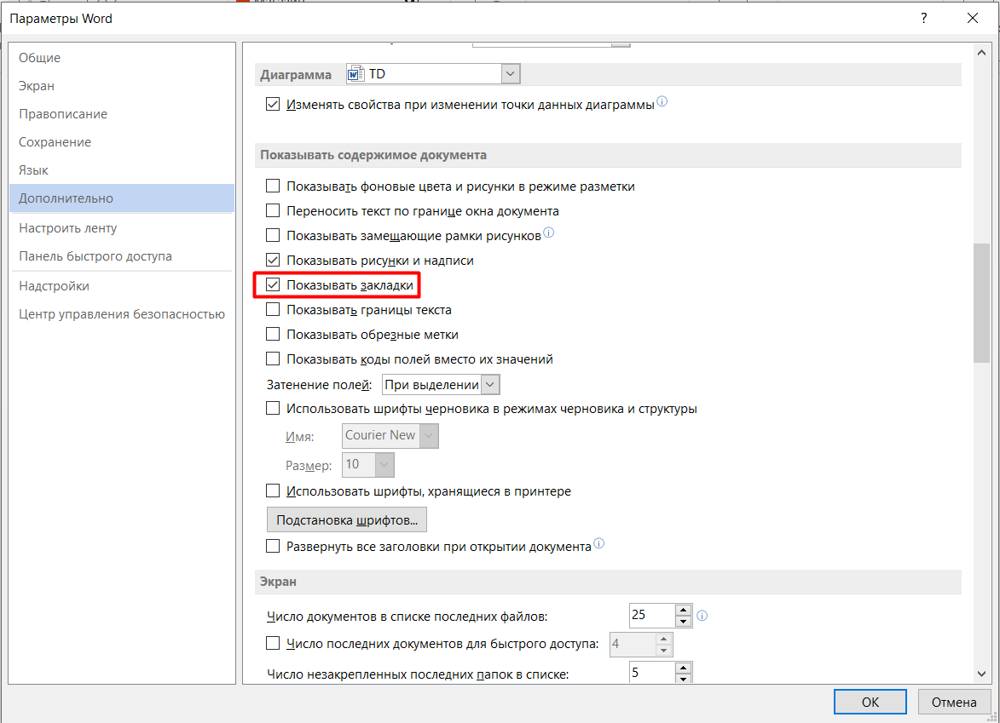 Параметры Word
?
Общие
Экран
Правописание
Сохранение
Язык
Дополнительно
Настроить ленту
Панель быстрого доступа
Надстройки
Центр управления безопасностью
Диаграмма TD
Изменять свойства при изменении точки данных диаграммы
Показывать содержимое документа
Показывать фоновые цвета и рисунки в режиме разметки
Переносить текст по границе окна документа
Показывать замещающие рамки рисунков
Показывать рисунки и надписи
Показывать закладки
Показывать границы текста
Показывать обрезные метки
Показывать коды полей вместо их значений
Затенение полей: При выделении
Использовать шрифты черновика в режимах черновика и структуры
Имя: Courier New
Размер: 10
Использовать шрифты, хранящиеся в принтере
Подстановка шрифтов...
Развернуть все заголовки при открытии документа
Экран
Число документов в списке последних файлов: 25
Число последних документов для быстрого доступа: 4
Число незакрепленных последних папок в списке: 5
ОК Отмена